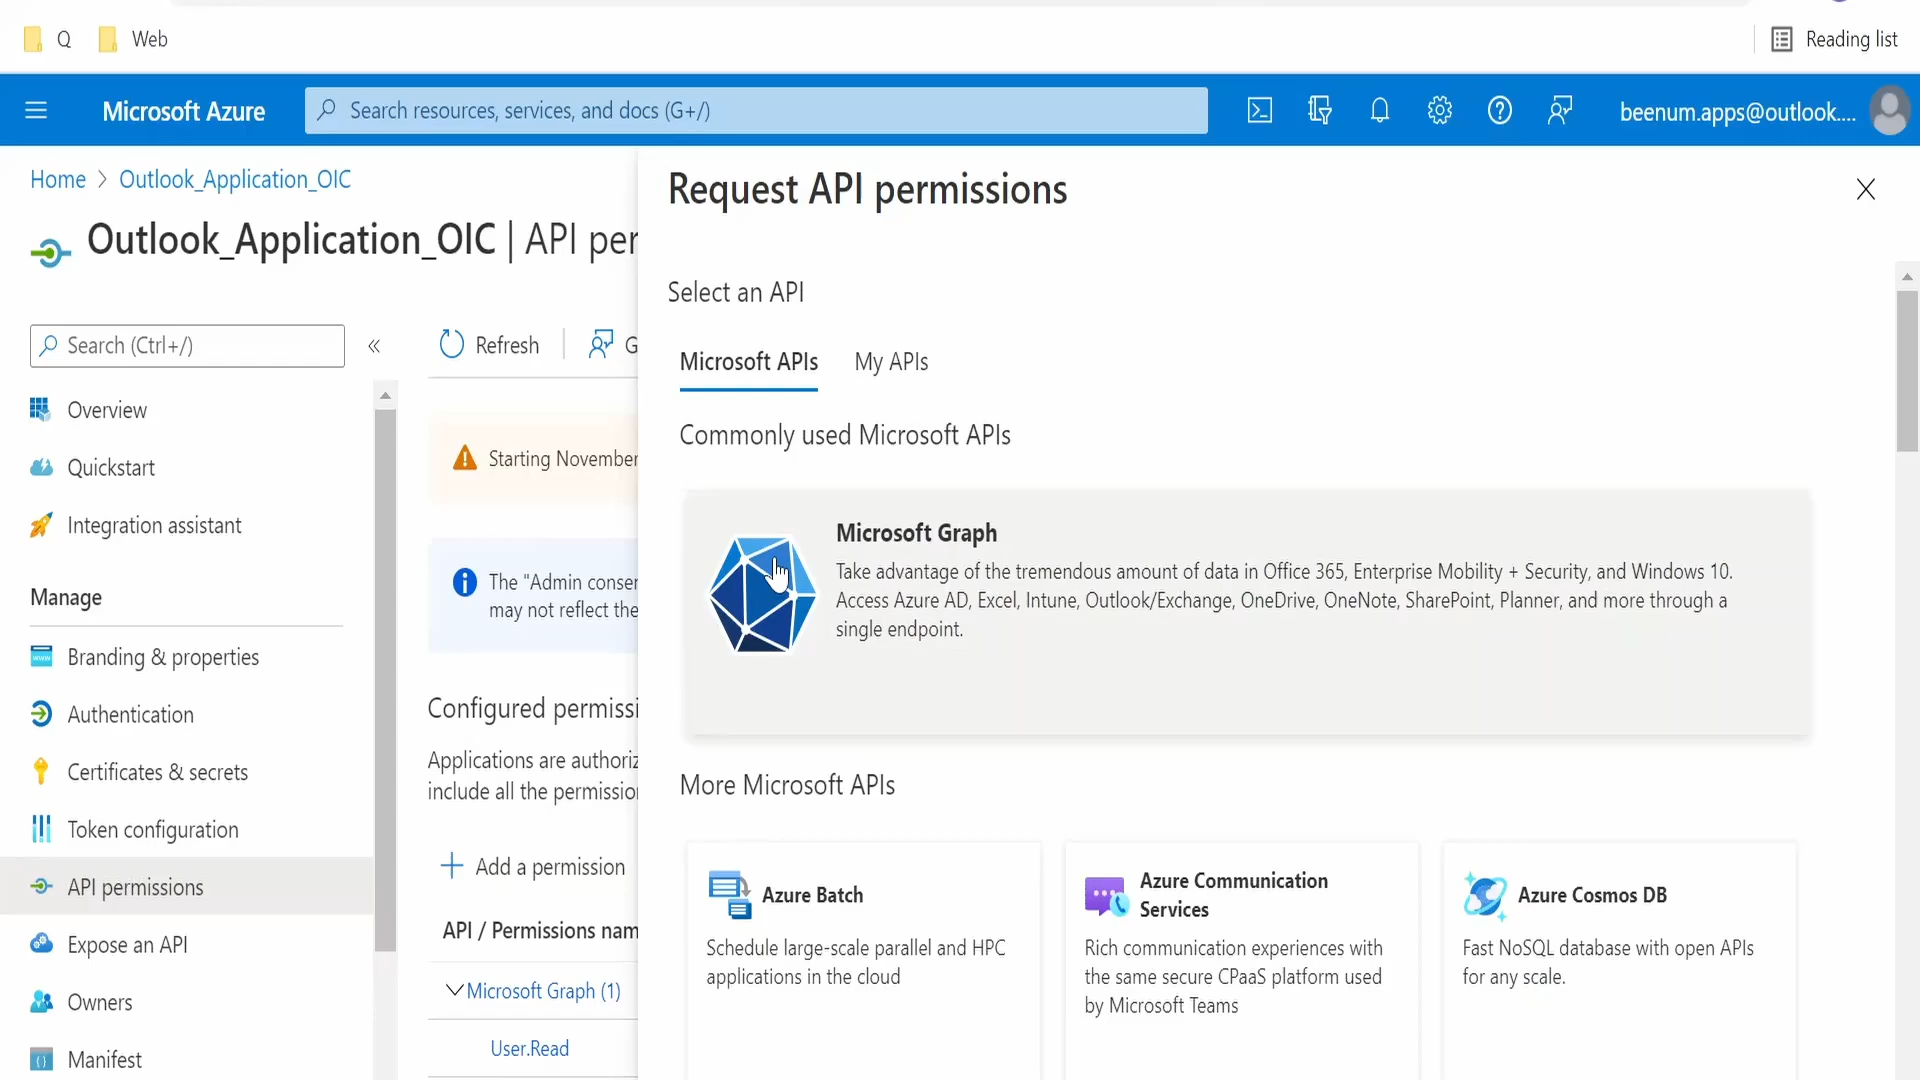 Q
Web
Reading list
Microsoft Azure
Search resources, services, and docs (G+/)
beenum.apps@outlook....
Home > Outlook_Application_OIC
Outlook_Application_OIC | API per
Search (Ctrl+/)
«
Overview
Quickstart
Integration assistant
Manage
Branding & properties
Authentication
Certificates & secrets
Token configuration
API permissions
Expose an API
Owners
Manifest
Refresh
G
Starting November
The "Admin conser
may not reflect the
Configured permissi
Applications are authoriz
include all the permission
Add a permission
API / Permissions nam
Microsoft Graph (1)
User.Read
Request API permissions
Select an API
Microsoft APIs
My APIs
Commonly used Microsoft APIs
Microsoft Graph
Take advantage of the tremendous amount of data in Office 365, Enterprise Mobility + Security, and Windows 10.
Access Azure AD, Excel, Intune, Outlook/Exchange, OneDrive, OneNote, SharePoint, Planner, and more through a
single endpoint.
More Microsoft APIs
Azure Batch
Schedule large-scale parallel and HPC
applications in the cloud
Azure Communication
Services
Rich communication experiences with
the same secure CPaaS platform used
by Microsoft Teams
Azure Cosmos DB
Fast NoSQL database with open APIs
for any scale.